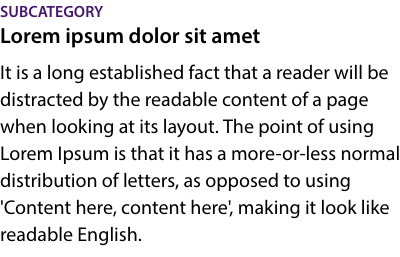 SUBCATEGORY
Lorem ipsum dolor sit amet
It is a long established fact that a reader will be
distracted by the readable content of a page
when looking at its layout. The point of using
Lorem Ipsum is that it has a more-or-less normal
distribution of letters, as opposed to using
'Content here, content here', making it look like
readable English.